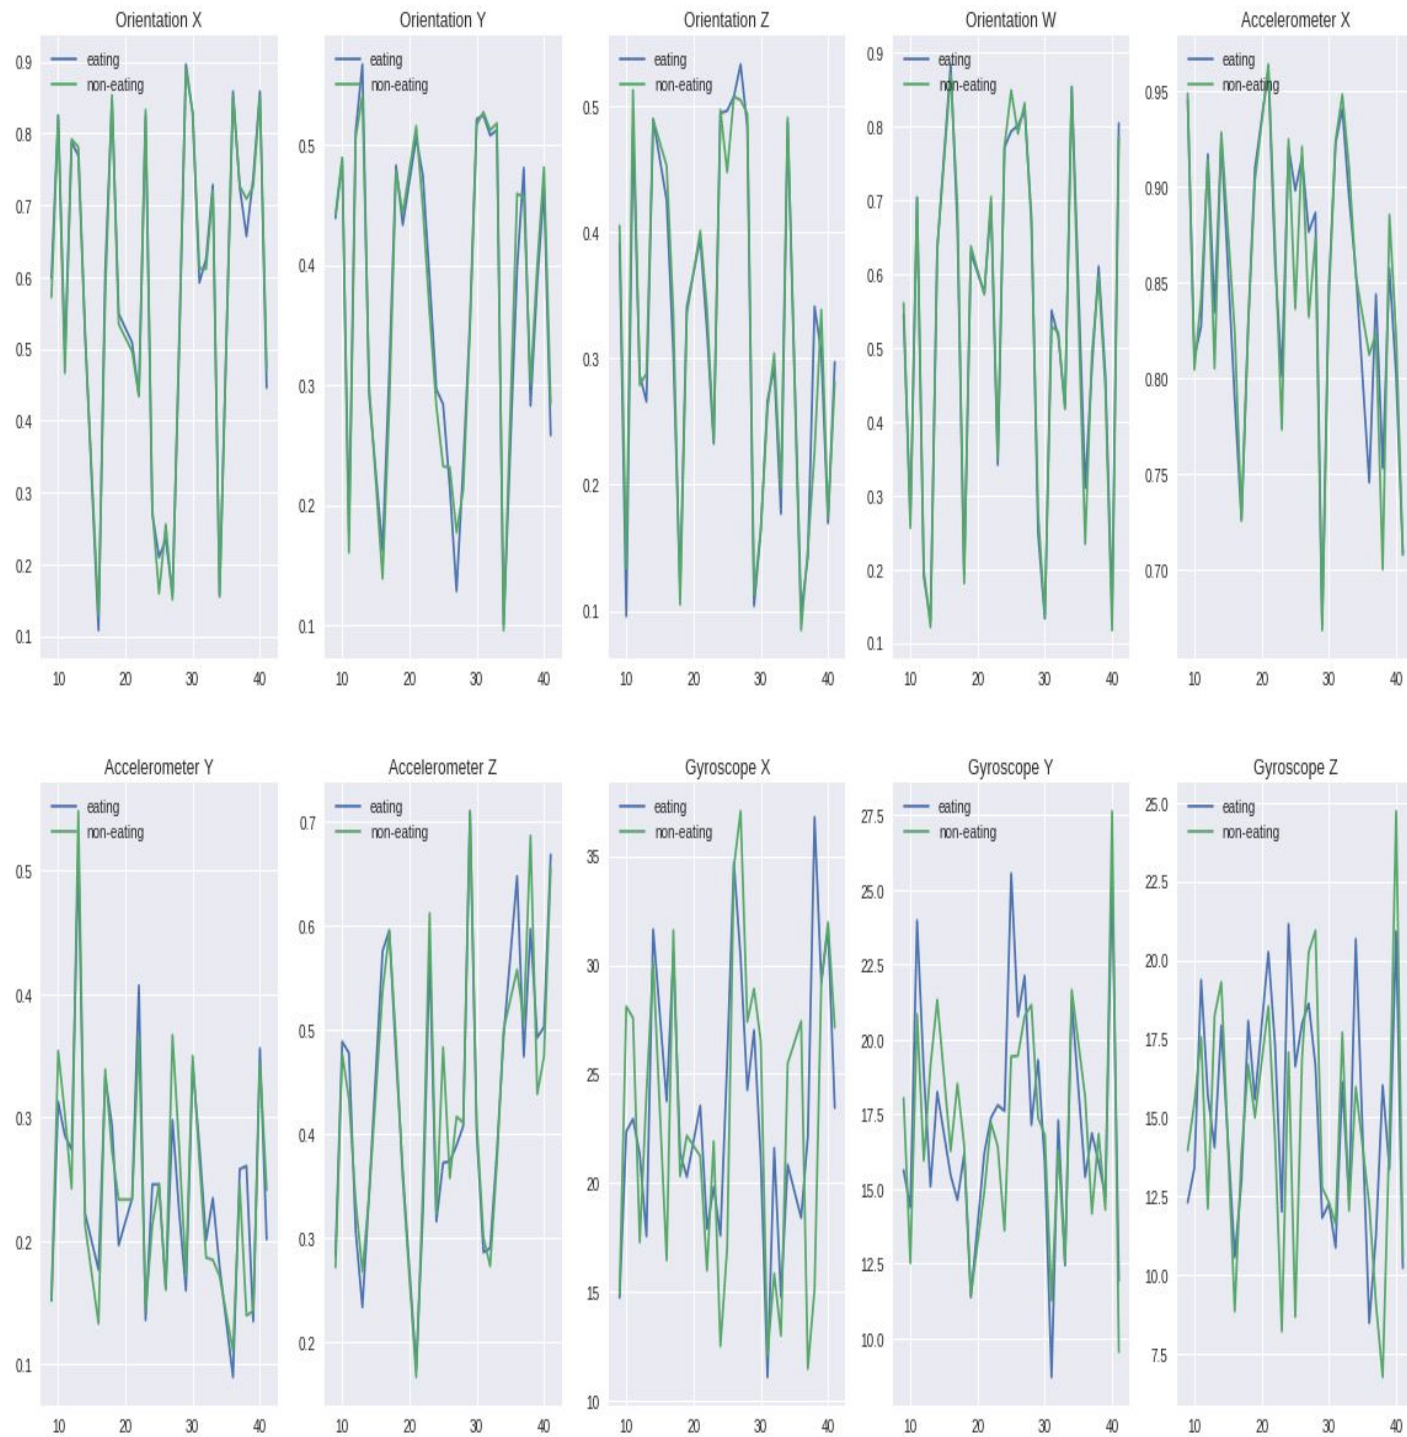 Orientation X
Orientation Y
Orientation Z
Orientation W
Accelerometer X
eating
non-eating
0.9
0.8
0.7
0.6
0.5
0.4
0.3
0.2
0.1
10 20 30 40
eating
non-eating
0.5
0.4
0.3
0.2
0.1
10 20 30 40
eating
non-eating
0.5
0.4
0.3
0.2
0.1
10 20 30 40
eating
non-eating
0.9
0.8
0.7
0.6
0.5
0.4
0.3
0.2
0.1
10 20 30 40
eating
non-eating
0.95
0.90
0.85
0.80
0.75
0.70
10 20 30 40
Accelerometer Y
Accelerometer Z
Gyroscope X
Gyroscope Y
Gyroscope Z
eating
non-eating
0.5
0.4
0.3
0.2
0.1
10 20 30 40
eating
non-eating
0.7
0.6
0.5
0.4
0.3
0.2
10 20 30 40
eating
non-eating
35
30
25
20
15
10
10 20 30 40
eating
non-eating
27.5
25.0
22.5
20.0
17.5
15.0
12.5
10.0
10 20 30 40
eating
non-eating
25.0
22.5
20.0
17.5
15.0
12.5
10.0
7.5
10 20 30 40